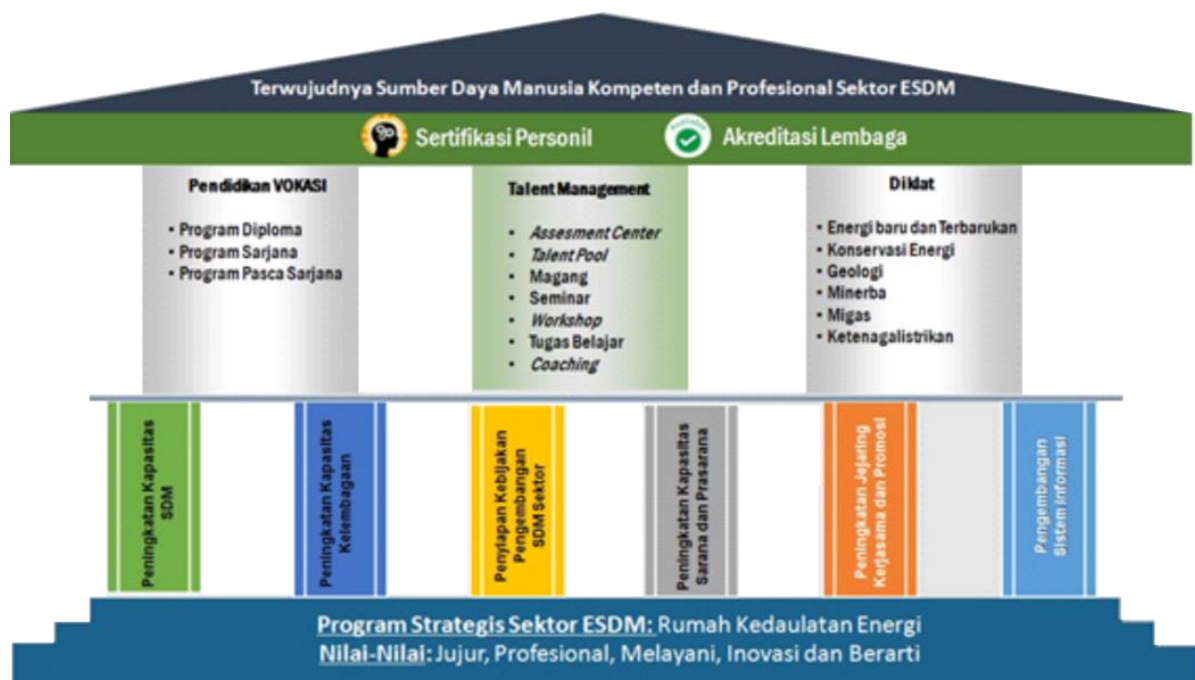 Terwujudnya Sumber Daya Manusia Kompeten dan Profesional Sektor ESDM
Sertifikasi Personil
Akreditasi Lembaga
Pendidikan VOKASI
• Program Diploma
• Program Sarjana
• Program Pasca Sarjana
Talent Management
• Assesment Center
• Talent Pool
• Magang
• Seminar
• Workshop
• Tugas Belajar
• Coaching
Diklat
• Energi baru dan Terbarukan
• Konservasi Energi
• Geologi
• Minerba
• Migas
• Ketenagalistrikan
Peningkatan Kapasitas
SDM
Peningkatan Kapasitas
Kelembagaan
Penyiapan Kebijakan
Pengembangan
SDM Sektor
Peningkatan Kapasitas
Sarana dan Prasarana
Peningkatan Jejaring
Kerjasama dan Promosi
Pengembangan
Sistem Informasi
Program Strategis Sektor ESDM: Rumah Kedaulatan Energi
Nilai-Nilai: Jujur, Profesional, Melayani, Inovasi dan Berarti